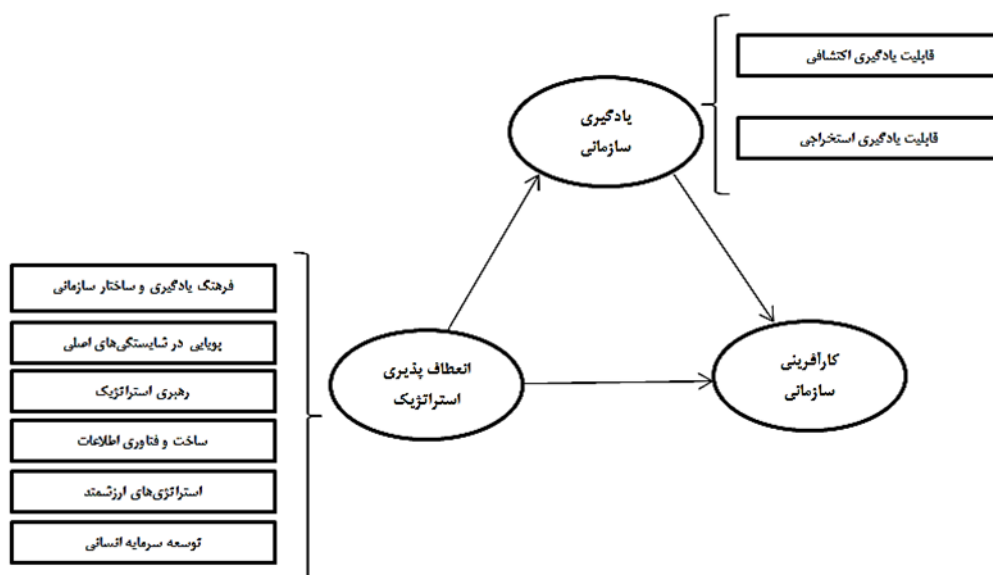 قابلیت یادگیری اکتشافی
قابلیت یادگیری استخراجی
یادگیری
سازمانی
فرهنگ یادگیری و ساختار سازمانی
پویایی در شایستگی‌های اصلی
رهبری استراتژیک
ساخت و فناوری اطلاعات
استراتژی‌های ارزشمند
توسعه سرمایه انسانی
انعطاف پذیری
استراتژیک
کارآفرینی
سازمانی